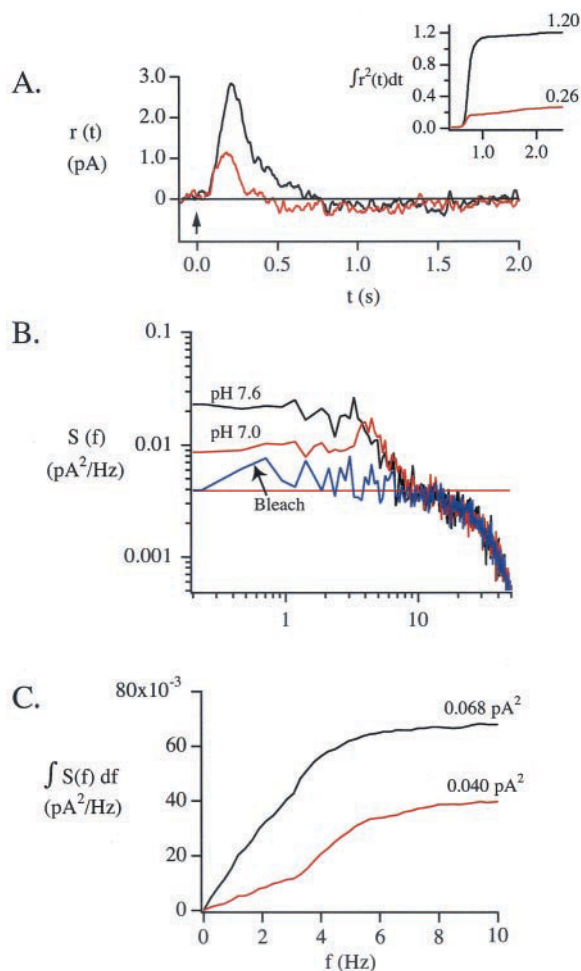 A.
r (t)
(pA)
3.0
2.0
1.0
0
0.0 0.5 1.0 1.5 2.0
t (s)
∫r²(t)dt
1.2
0.8
0.4
0.0
1.0 2.0
1.20
0.26
B.
S (f)
(pA²/Hz)
0.1
0.01
0.001
pH 7.6
pH 7.0
Bleach
1 10
C.
∫ S(f) df
(pA²/Hz)
80x10⁻³
60
40
20
0
0.068 pA²
0.040 pA²
0 2 4 6 8 10
f (Hz)